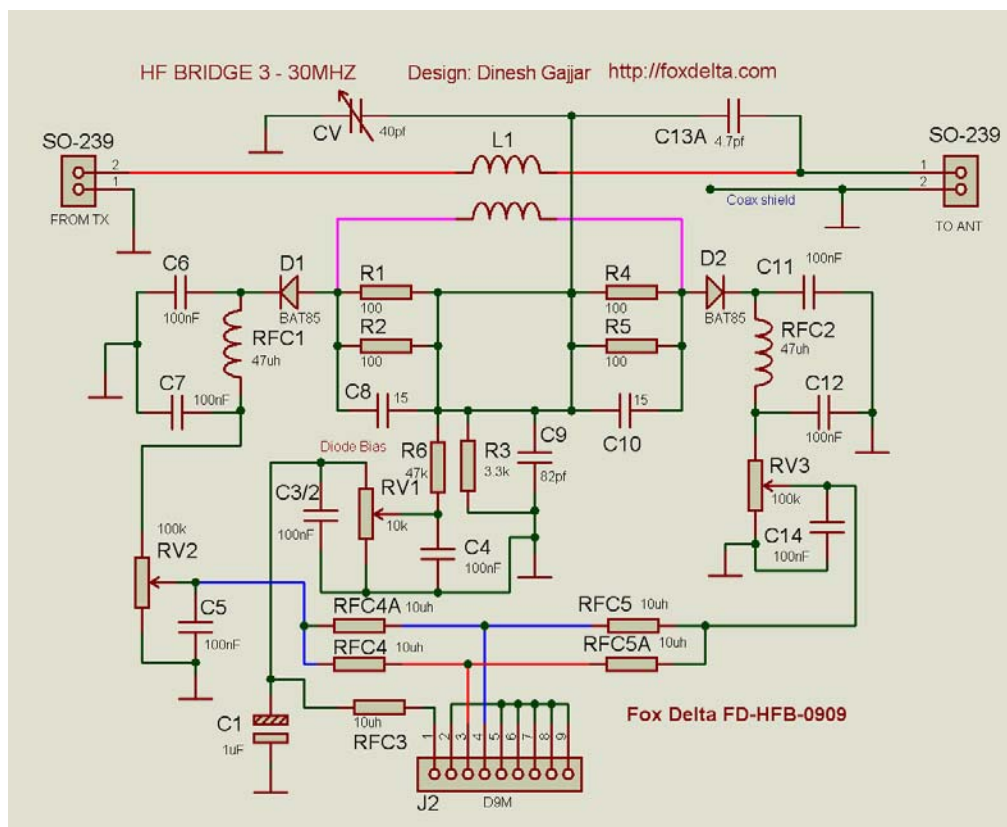 HF BRIDGE 3 - 30MHZ Design: Dinesh Gajjar http://foxdelta.com
CV 40pf
C13A
4.7pf
SO-239
2
1
FROM TX
L1
SO-239
1
2
TO ANT
Coax shield
C6
100nF
D1
BAT85
R1
100
R4
100
D2
BAT85
C11
100nF
RFC1
47uh
R2
100
R5
100
RFC2
47uh
C7
100nF
C8
15
15
C10
C12
100nF
Diode Bias
R6
47k
R3
3.3k
C9
82pf
C3/2
100nF
RV1
10k
RV3
100k
C4
100nF
C14
100nF
100k
RV2
C5
100nF
RFC4A 10uh
RFC5 10uh
RFC4 10uh
RFC5A 10uh
C1
1uF
10uh
RFC3
Fox Delta FD-HFB-0909
1 2 3 4 5 6 7 8 9
J2
D9M